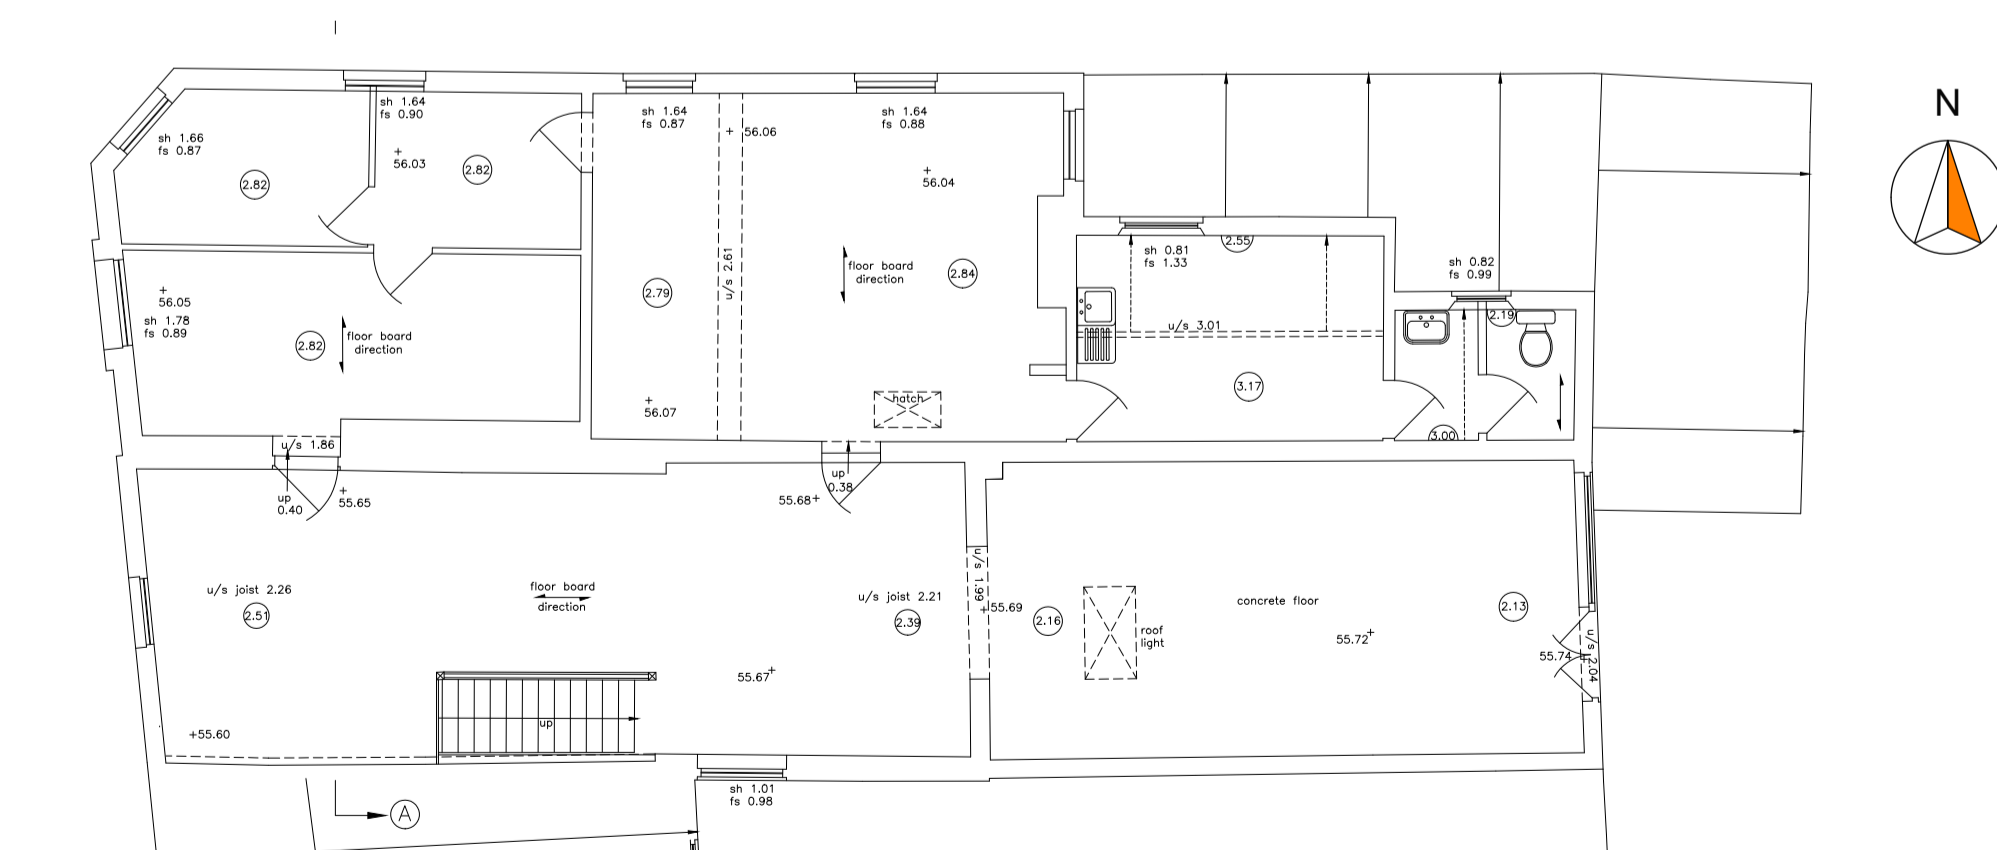 N
sh 1.66
fs 0.87
2.82
sh 1.64
fs 0.90
56.03
2.82
sh 1.64
fs 0.87
56.06
sh 1.64
fs 0.88
56.04
56.05
sh 1.78
fs 0.89
2.82
floor board
direction
u/s 1.86
2.79
u/s 2.61
floor board
direction
2.84
56.07
hatch
2.55
sh 0.81
fs 1.33
u/s 3.01
3.17
sh 0.82
fs 0.99
2.19
3.00
up
0.40
55.65
55.68
up
0.38
u/s joist 2.26
2.51
floor board
direction
u/s joist 2.21
2.39
u/s 1.99
55.69
2.16
roof
light
concrete floor
55.72
2.13
55.74
u/s 2.04
55.67
up
55.60
sh 1.01
fs 0.98
A